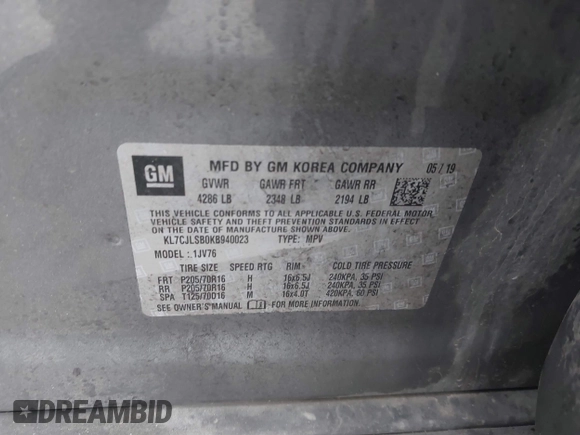 GM MFD BY GM KOREA COMPANY 05 / 19
GVWR GAWR FRT GAWR RR
4286 LB 2348 LB 2194 LB
THIS VEHICLE CONFORMS TO ALL APPLICABLE U.S. FEDERAL MOTOR
VEHICLE SAFETY AND THEFT PREVENTION STANDARDS IN EFFECT
ON THE DATE OF MANUFACTURE SHOWN ABOVE.
KL7CJLSB0KB940023 TYPE: MPV
MODEL : 1JV76
TIRE SIZE SPEED RTG RIM COLD TIRE PRESSURE
FRT P205/70R16 H 16x6.5J 240KPA, 35 PSI
RR P205/70R16 H 16x6.5J 240KPA, 35 PSI
SPA T125/70D16 M 16x4.0T 420KPA, 60 PSI
SEE OWNER'S MANUAL FOR MORE INFORMATION.
DREAMBID